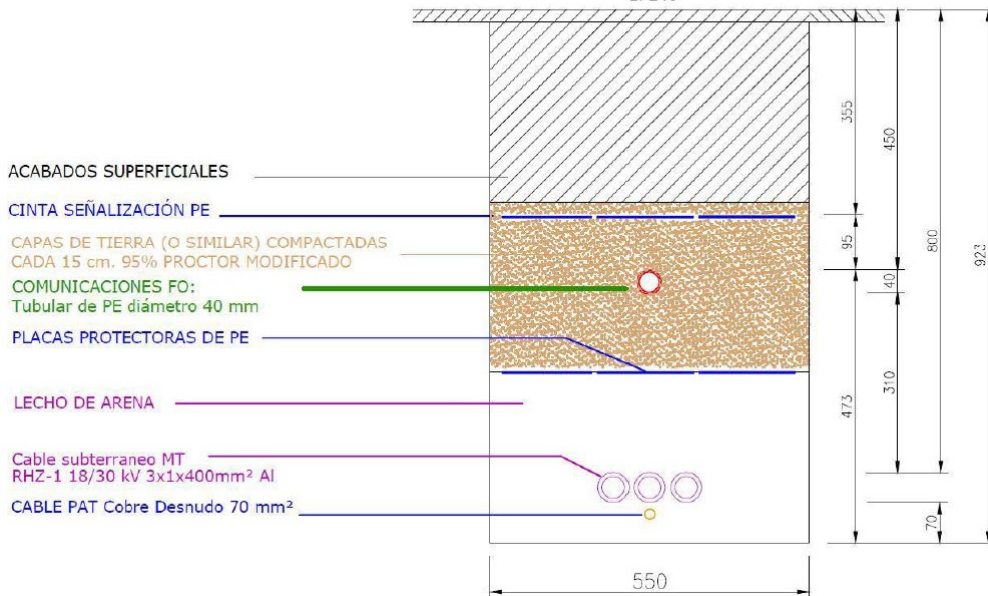 ACABADOS SUPERFICIALES
CINTA SEÑALIZACIÓN PE
CAPAS DE TIERRA (O SIMILAR) COMPACTADAS
CADA 15 cm. 95% PROCTOR MODIFICADO
COMUNICACIONES FO:
Tubular de PE diámetro 40 mm
PLACAS PROTECTORAS DE PE
LECHO DE ARENA
Cable subterraneo MT
RHZ-1 18/30 kV 3x1x400mm² Al
CABLE PAT Cobre Desnudo 70 mm²
355
450
95
800
923
40
310
473
70
550